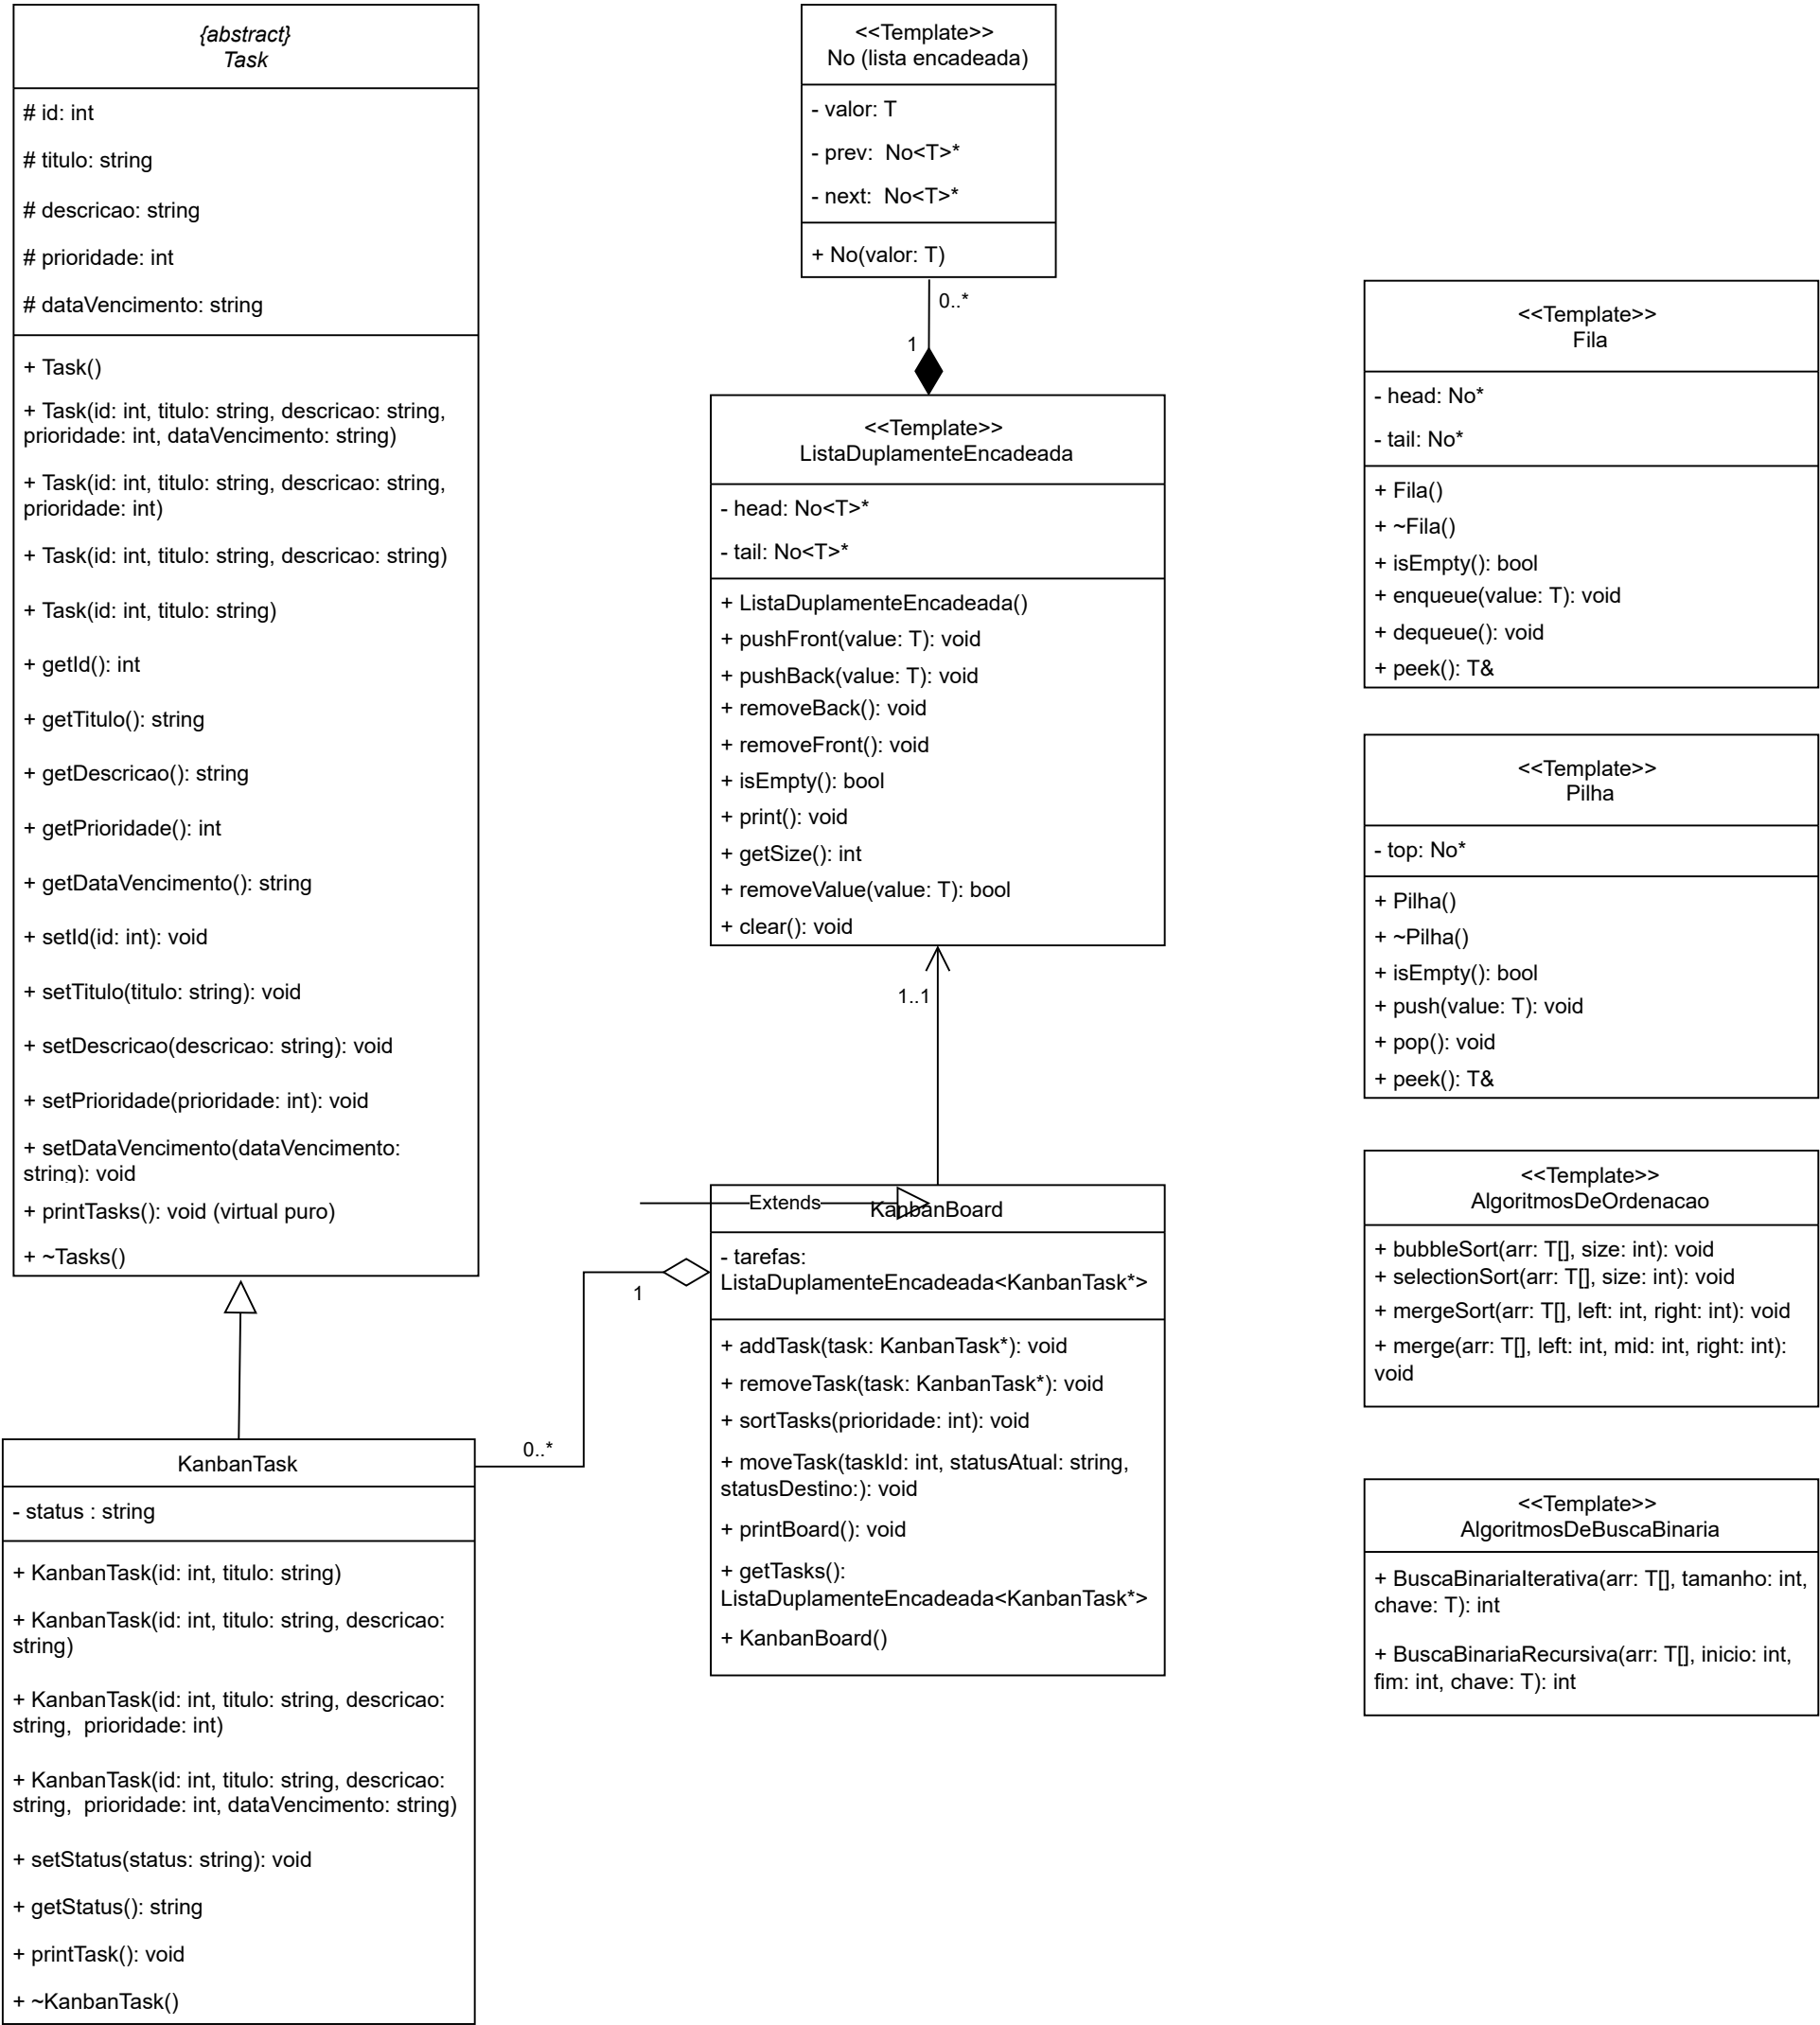 {abstract}
Task
# id: int
# titulo: string
# descricao: string
# prioridade: int
# dataVencimento: string
+ Task()
+ Task(id: int, titulo: string, descricao: string,
prioridade: int, dataVencimento: string)
+ Task(id: int, titulo: string, descricao: string,
prioridade: int)
+ Task(id: int, titulo: string, descricao: string)
+ Task(id: int, titulo: string)
+ getId(): int
+ getTitulo(): string
+ getDescricao(): string
+ getPrioridade(): int
+ getDataVencimento(): string
+ setId(id: int): void
+ setTitulo(titulo: string): void
+ setDescricao(descricao: string): void
+ setPrioridade(prioridade: int): void
+ setDataVencimento(dataVencimento:
string): void
+ printTasks(): void (virtual puro)
+ ~Tasks()
KanbanTask
- status : string
+ KanbanTask(id: int, titulo: string)
+ KanbanTask(id: int, titulo: string, descricao:
string)
+ KanbanTask(id: int, titulo: string, descricao:
string,  prioridade: int)
+ KanbanTask(id: int, titulo: string, descricao:
string,  prioridade: int, dataVencimento: string)
+ setStatus(status: string): void
+ getStatus(): string
+ printTask(): void
+ ~KanbanTask()
<<Template>>
No (lista encadeada)
- valor: T
- prev:  No<T>*
- next:  No<T>*
+ No(valor: T)
0..*
1
<<Template>>
ListaDuplamenteEncadeada
- head: No<T>*
- tail: No<T>*
+ ListaDuplamenteEncadeada()
+ pushFront(value: T): void
+ pushBack(value: T): void
+ removeBack(): void
+ removeFront(): void
+ isEmpty(): bool
+ print(): void
+ getSize(): int
+ removeValue(value: T): bool
+ clear(): void
1..1
Extends
KanbanBoard
- tarefas:
ListaDuplamenteEncadeada<KanbanTask*>
1
0..*
+ addTask(task: KanbanTask*): void
+ removeTask(task: KanbanTask*): void
+ sortTasks(prioridade: int): void
+ moveTask(taskId: int, statusAtual: string,
statusDestino:): void
+ printBoard(): void
+ getTasks():
ListaDuplamenteEncadeada<KanbanTask*>
+ KanbanBoard()
<<Template>>
Fila
- head: No*
- tail: No*
+ Fila()
+ ~Fila()
+ isEmpty(): bool
+ enqueue(value: T): void
+ dequeue(): void
+ peek(): T&
<<Template>>
Pilha
- top: No*
+ Pilha()
+ ~Pilha()
+ isEmpty(): bool
+ push(value: T): void
+ pop(): void
+ peek(): T&
<<Template>>
AlgoritmosDeOrdenacao
+ bubbleSort(arr: T[], size: int): void
+ selectionSort(arr: T[], size: int): void
+ mergeSort(arr: T[], left: int, right: int): void
+ merge(arr: T[], left: int, mid: int, right: int):
void
<<Template>>
AlgoritmosDeBuscaBinaria
+ BuscaBinariaIterativa(arr: T[], tamanho: int,
chave: T): int
+ BuscaBinariaRecursiva(arr: T[], inicio: int,
fim: int, chave: T): int